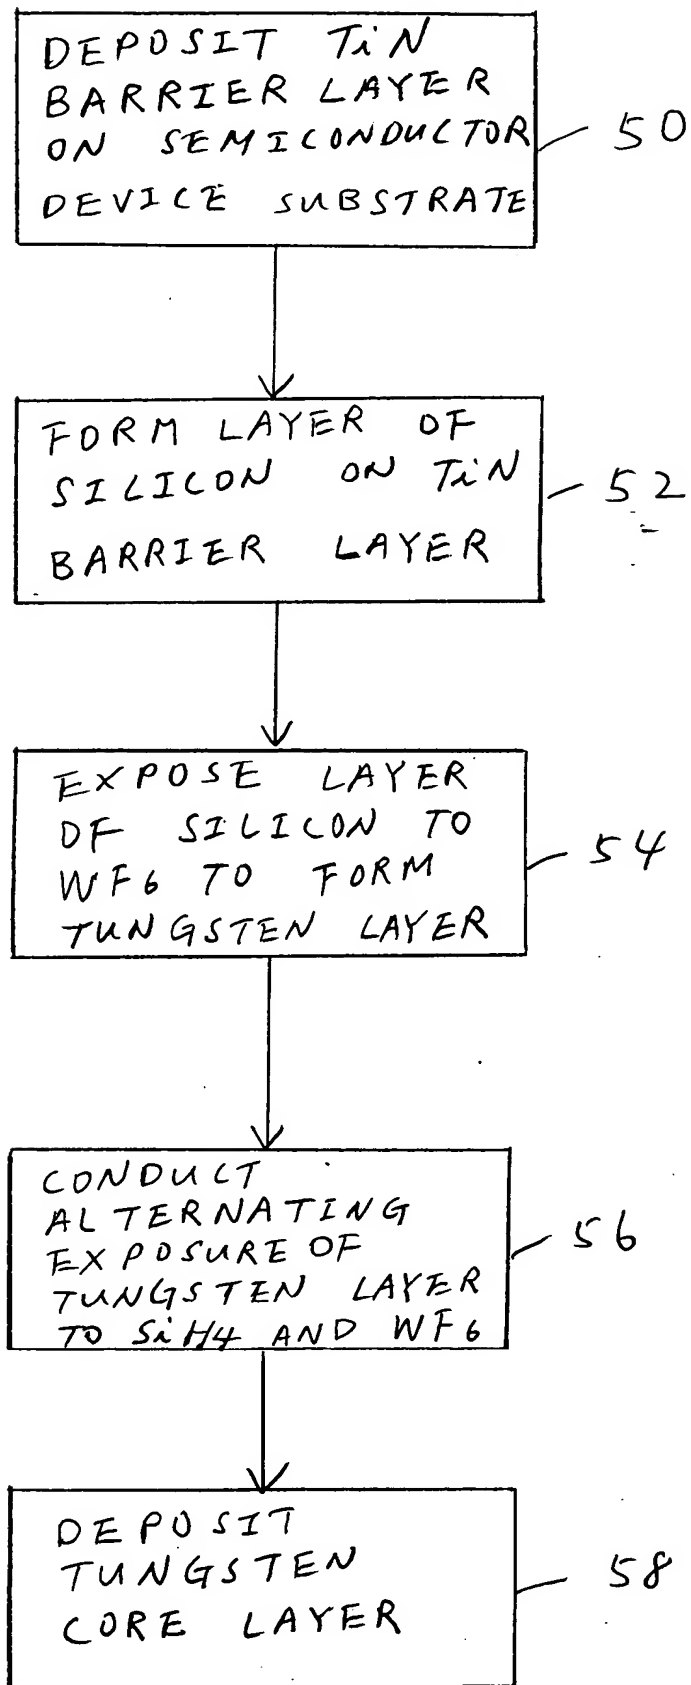 DEPOSIT TiN
BARRIER LAYER
ON SEMICONDUCTOR
DEVICE SUBSTRATE
50
FORM LAYER OF
SILICON ON TiN
BARRIER LAYER
52
EXPOSE LAYER
OF SILICON TO
WF6 TO FORM
TUNGSTEN LAYER
54
CONDUCT
ALTERNATING
EXPOSURE OF
TUNGSTEN LAYER
TO SiH4 AND WF6
56
DEPOSIT
TUNGSTEN
CORE LAYER
58